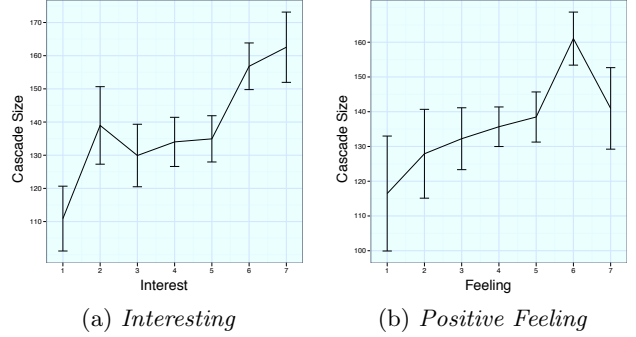 170
160
150
140
130
120
110
Cascade Size
1 2 3 4 5 6 7
Interest
(a) Interesting
160
150
140
130
120
110
100
Cascade Size
1 2 3 4 5 6 7
Feeling
(b) Positive Feeling